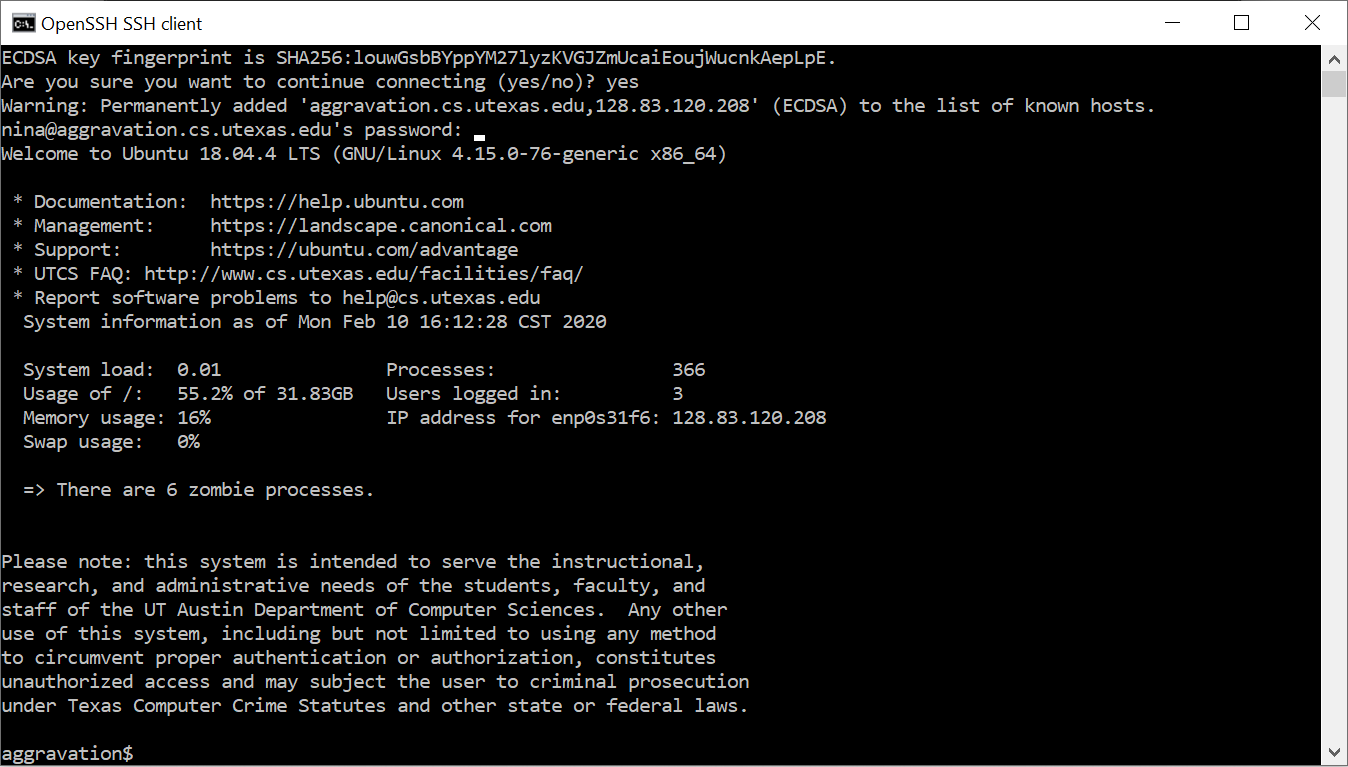 OpenSSH SSH client
ECDSA key fingerprint is SHA256:louwGsbBYppYM27lyzKVGJZmUcaiEoujWucnkAepLpE.
Are you sure you want to continue connecting (yes/no)? yes
Warning: Permanently added 'aggravation.cs.utexas.edu,128.83.120.208' (ECDSA) to the list of known hosts.
nina@aggravation.cs.utexas.edu's password:
Welcome to Ubuntu 18.04.4 LTS (GNU/Linux 4.15.0-76-generic x86_64)
* Documentation:  https://help.ubuntu.com
* Management:     https://landscape.canonical.com
* Support:        https://ubuntu.com/advantage
* UTCS FAQ: http://www.cs.utexas.edu/facilities/faq/
* Report software problems to help@cs.utexas.edu
System information as of Mon Feb 10 16:12:28 CST 2020
System load:  0.01               Processes:                366
Usage of /:   55.2% of 31.83GB   Users logged in:          3
Memory usage: 16%                IP address for enp0s31f6: 128.83.120.208
Swap usage:   0%
=> There are 6 zombie processes.
Please note: this system is intended to serve the instructional,
research, and administrative needs of the students, faculty, and
staff of the UT Austin Department of Computer Sciences.  Any other
use of this system, including but not limited to using any method
to circumvent proper authentication or authorization, constitutes
unauthorized access and may subject the user to criminal prosecution
under Texas Computer Crime Statutes and other state or federal laws.
aggravation$